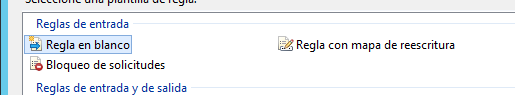 Seleccione una plantilla de regla:
Reglas de entrada
Regla en blanco
Regla con mapa de reescritura
Bloqueo de solicitudes
Reglas de entrada y de salida